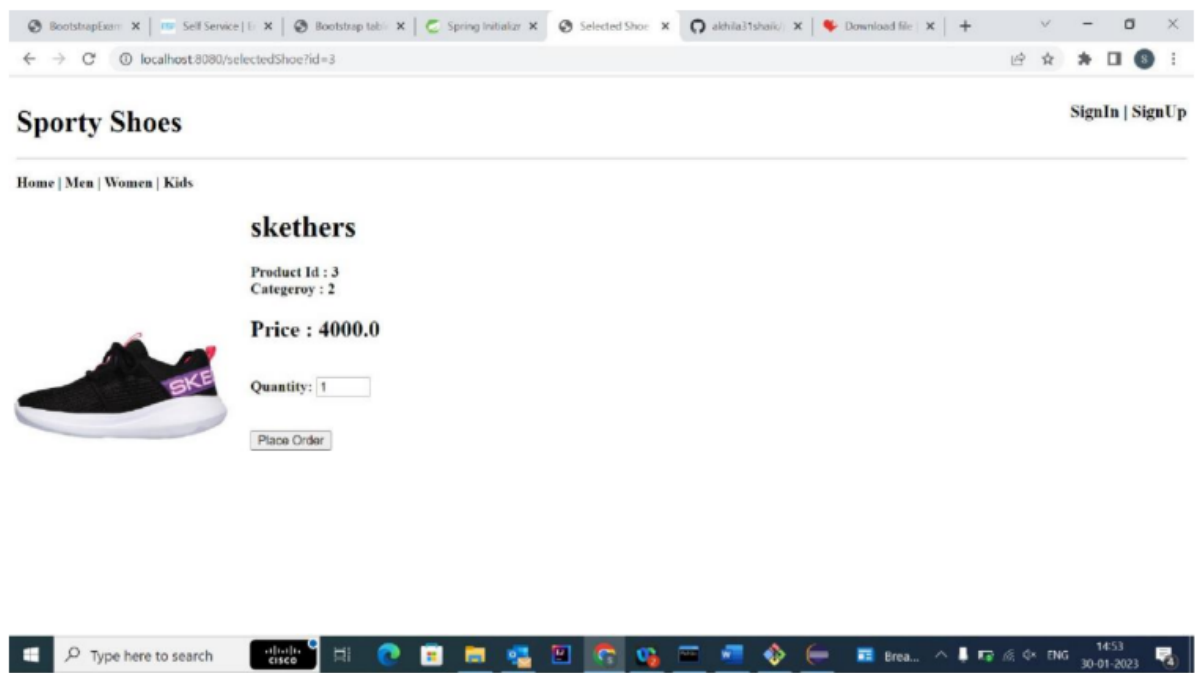 BootstrapExam
Self Service | E
Bootstrap tabl
Spring Initializr
Selected Shoe
akhila31shaik/
Download file |
localhost:8080/selectedShoe?id=3
S
Sporty Shoes
SignIn | SignUp
Home | Men | Women | Kids
skethers
Product Id : 3
Categeroy : 2
Price : 4000.0
SKE
Quantity: 1
Place Order
Type here to search
CISCO
Brea...
ENG
14:53
30-01-2023
4